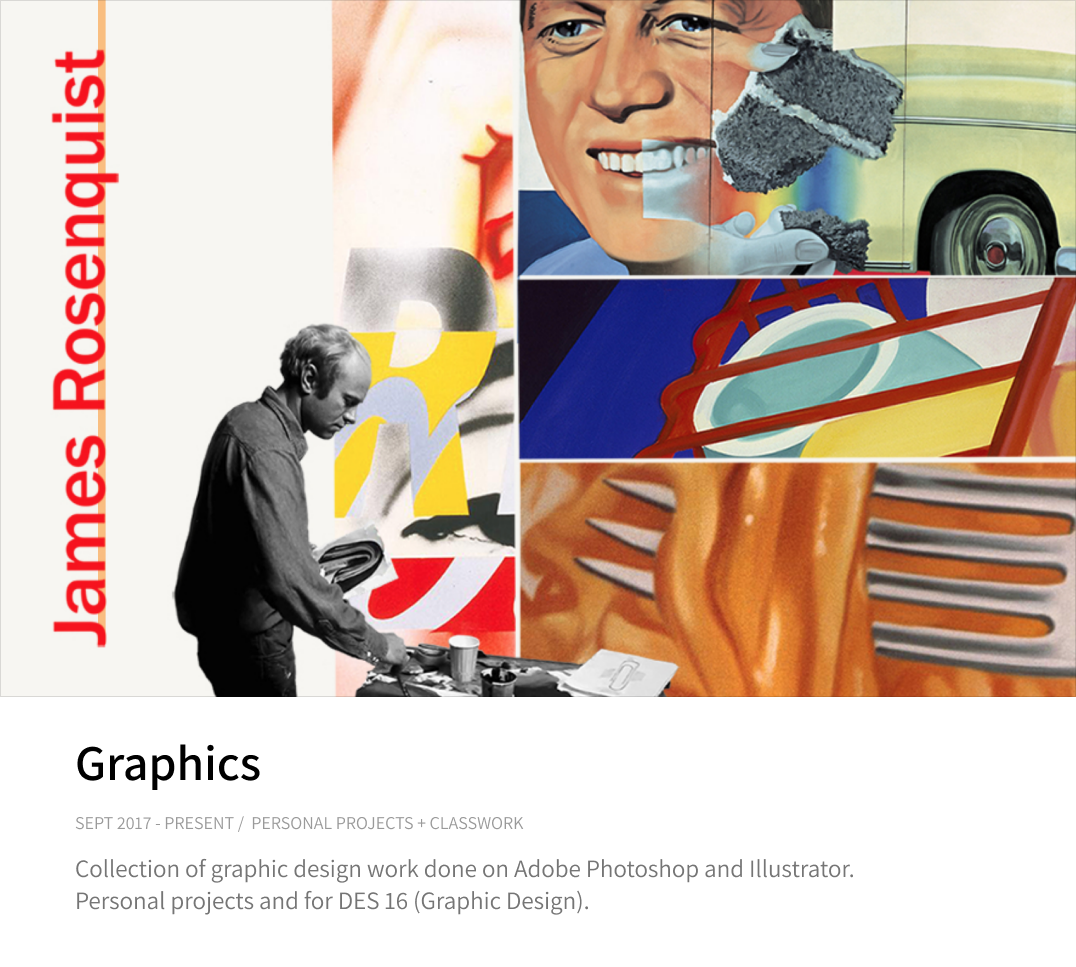 James Rosenquist
Graphics
SEPT 2017 - PRESENT / PERSONAL PROJECTS + CLASSWORK
Collection of graphic design work done on Adobe Photoshop and Illustrator.
Personal projects and for DES 16 (Graphic Design).